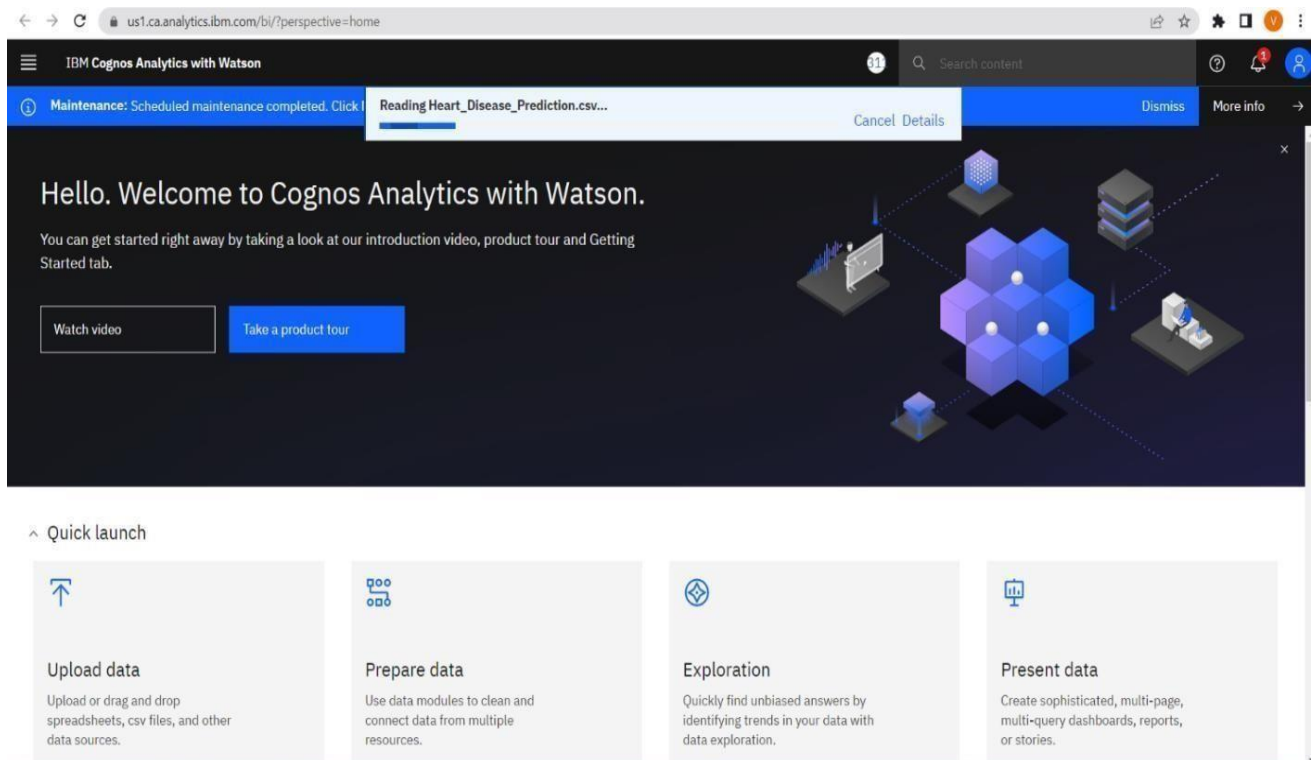 us1.ca.analytics.ibm.com/bi/?perspective=home
V
IBM Cognos Analytics with Watson
Search content
1
Maintenance: Scheduled maintenance completed. Click
Reading Heart_Disease_Prediction.csv...
Cancel Details
Dismiss
More info
Hello. Welcome to Cognos Analytics with Watson.
You can get started right away by taking a look at our introduction video, product tour and Getting
Started tab.
Watch video
Take a product tour
Quick launch
Upload data
Upload or drag and drop
spreadsheets, csv files, and other
data sources.
Prepare data
Use data modules to clean and
connect data from multiple
resources.
Exploration
Quickly find unbiased answers by
identifying trends in your data with
data exploration.
Present data
Create sophisticated, multi-page,
multi-query dashboards, reports,
or stories.